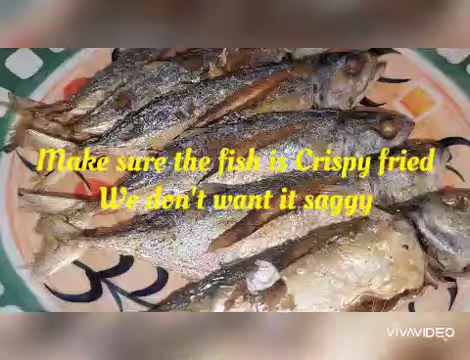 Make sure the fish is Crispy fried
We don't want it saggy
VIVAVIDEO